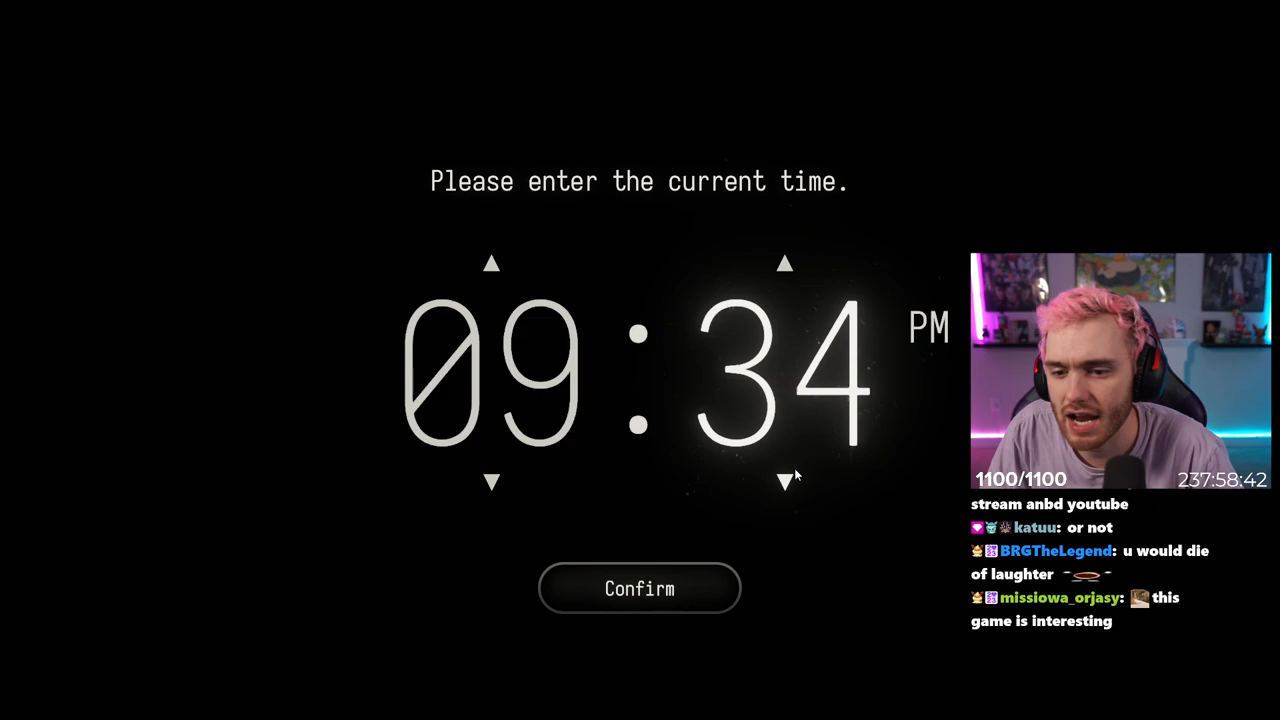 Please enter the current time.
09:34 PM
Confirm
1100/1100 237:58:42
stream anbd youtube
katuu: or not
BRGTheLegend: u would die
of laughter
missiowa_orjasy: this
game is interesting